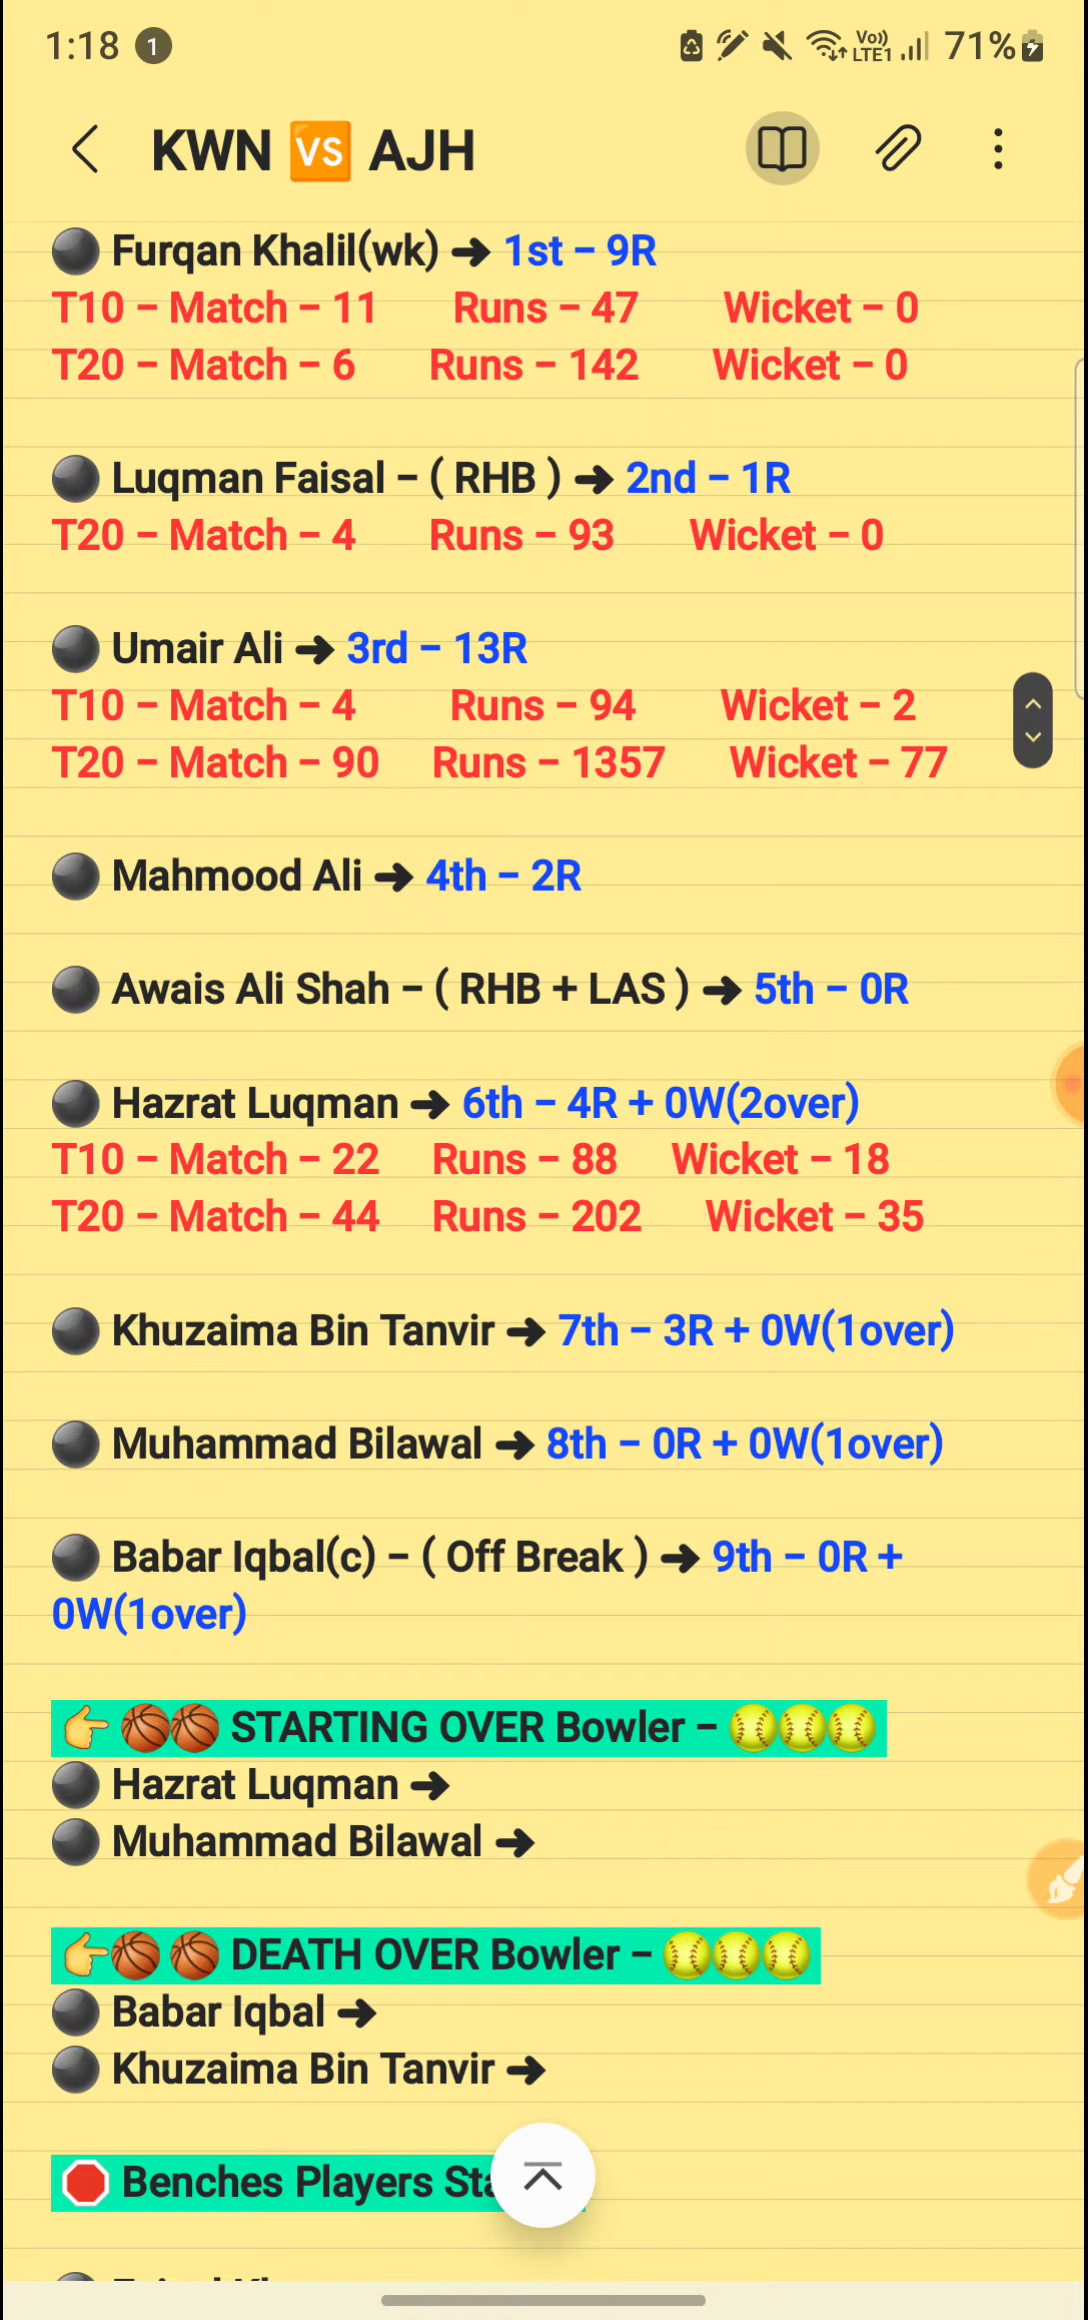 1:18 1 Vo)) LTE1 71%
KWN VS AJH
Furqan Khalil(wk) ➔ 1st – 9R
T10 – Match – 11 Runs – 47 Wicket – 0
T20 – Match – 6 Runs – 142 Wicket – 0
Luqman Faisal – ( RHB ) ➔ 2nd – 1R
T20 – Match – 4 Runs – 93 Wicket – 0
Umair Ali ➔ 3rd – 13R
T10 – Match – 4 Runs – 94 Wicket – 2
T20 – Match – 90 Runs – 1357 Wicket – 77
Mahmood Ali ➔ 4th – 2R
Awais Ali Shah – ( RHB + LAS ) ➔ 5th – 0R
Hazrat Luqman ➔ 6th – 4R + 0W(2over)
T10 – Match – 22 Runs – 88 Wicket – 18
T20 – Match – 44 Runs – 202 Wicket – 35
Khuzaima Bin Tanvir ➔ 7th – 3R + 0W(1over)
Muhammad Bilawal ➔ 8th – 0R + 0W(1over)
Babar Iqbal(c) – ( Off Break ) ➔ 9th – 0R +
0W(1over)
STARTING OVER Bowler –
Hazrat Luqman ➔
Muhammad Bilawal ➔
DEATH OVER Bowler –
Babar Iqbal ➔
Khuzaima Bin Tanvir ➔
Benches Players